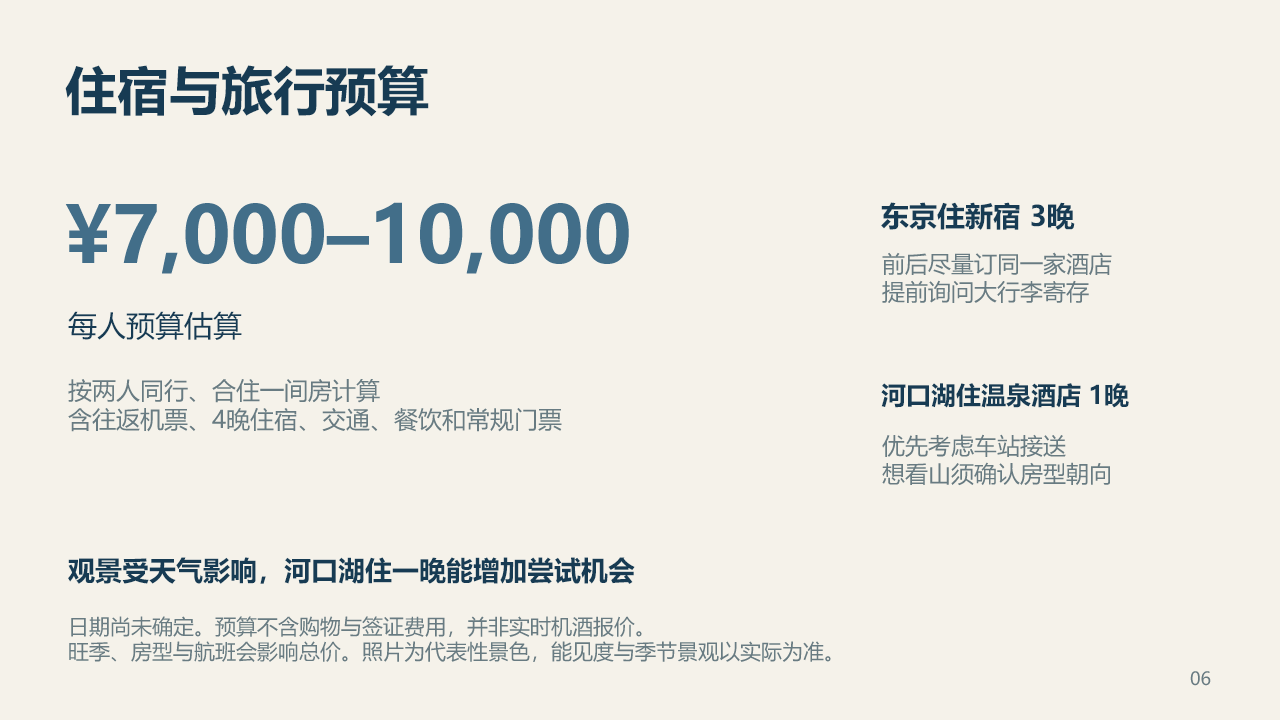 住宿与旅行预算
¥7,000–10,000
每人预算估算
按两人同行、合住一间房计算
含往返机票、4晚住宿、交通、餐饮和常规门票
东京住新宿 3晚
前后尽量订同一家酒店
提前询问大行李寄存
河口湖住温泉酒店 1晚
优先考虑车站接送
想看山须确认房型朝向
观景受天气影响，河口湖住一晚能增加尝试机会
日期尚未确定。预算不含购物与签证费用，并非实时机酒报价。
旺季、房型与航班会影响总价。照片为代表性景色，能见度与季节景观以实际为准。
06